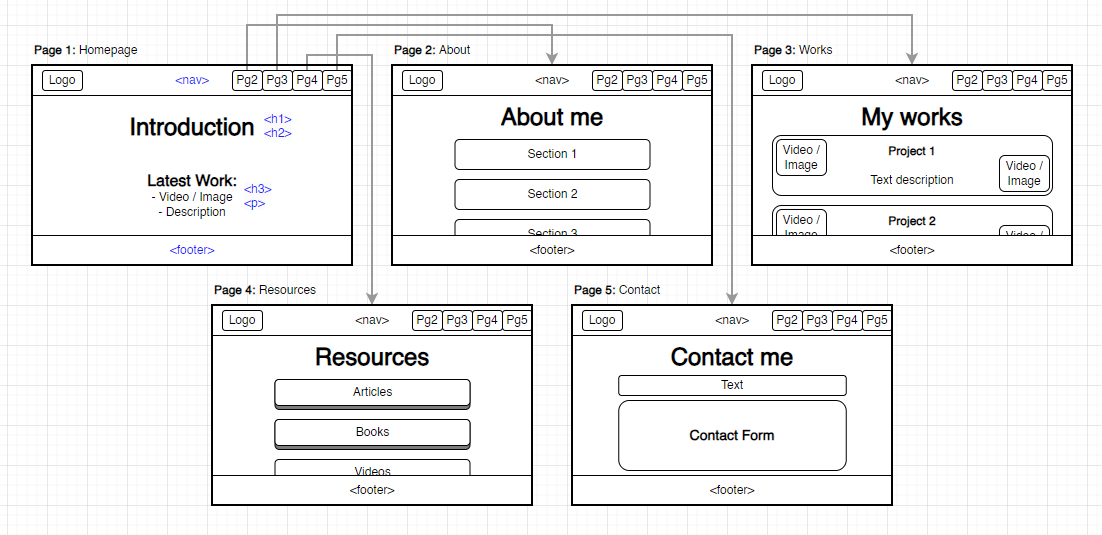 Page 1: Homepage
Logo
<nav>
Pg2
Pg3
Pg4
Pg5
Introduction
<h1>
<h2>
Latest Work:
- Video / Image
- Description
<h3>
<p>
<footer>
Page 2: About
Logo
<nav>
Pg2
Pg3
Pg4
Pg5
About me
Section 1
Section 2
Section 3
<footer>
Page 3: Works
Logo
<nav>
Pg2
Pg3
Pg4
Pg5
My works
Video /
Image
Project 1
Text description
Video /
Image
Video /
Image
Project 2
Video /
<footer>
Page 4: Resources
Logo
<nav>
Pg2
Pg3
Pg4
Pg5
Resources
Articles
Books
Videos
<footer>
Page 5: Contact
Logo
<nav>
Pg2
Pg3
Pg4
Pg5
Contact me
Text
Contact Form
<footer>